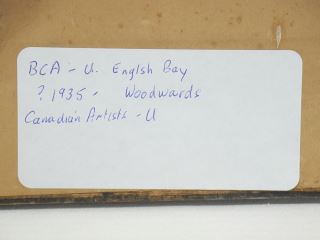 BCA - U. Englsh Bay
? 1935 - Woodwards
Canadian Artists - U